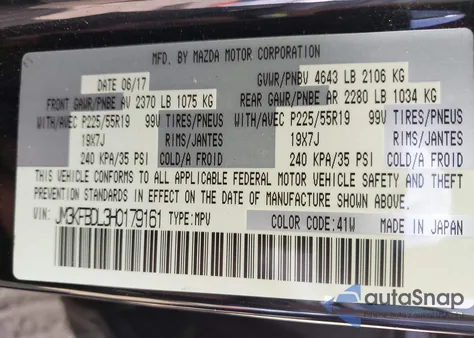 MFD. BY MAZDA MOTOR CORPORATION
DATE 06/17 GVWR/PNBV 4643 LB 2106 KG
FRONT GAWR/PNBE AV 2370 LB 1075 KG REAR GAWR/PNBE AR 2280 LB 1034 KG
WITH/AVEC P225/55R19 99V TIRES/PNEUS WITH/AVEC P225/55R19 99V TIRES/PNEUS
19X7J RIMS/JANTES 19X7J RIMS/JANTES
240 KPA/35 PSI COLD/A FROID 240 KPA/35 PSI COLD/A FROID
THIS VEHICLE CONFORMS TO ALL APPLICABLE FEDERAL MOTOR VEHICLE SAFETY AND THEFT
PREVENTION STANDARDS IN EFFECT ON THE DATE OF MANUFACTURE SHOWN ABOVE.
VIN: JM3KFBDL3H0179161 TYPE:MPV COLOR CODE:41W MADE IN JAPAN
autoSnap